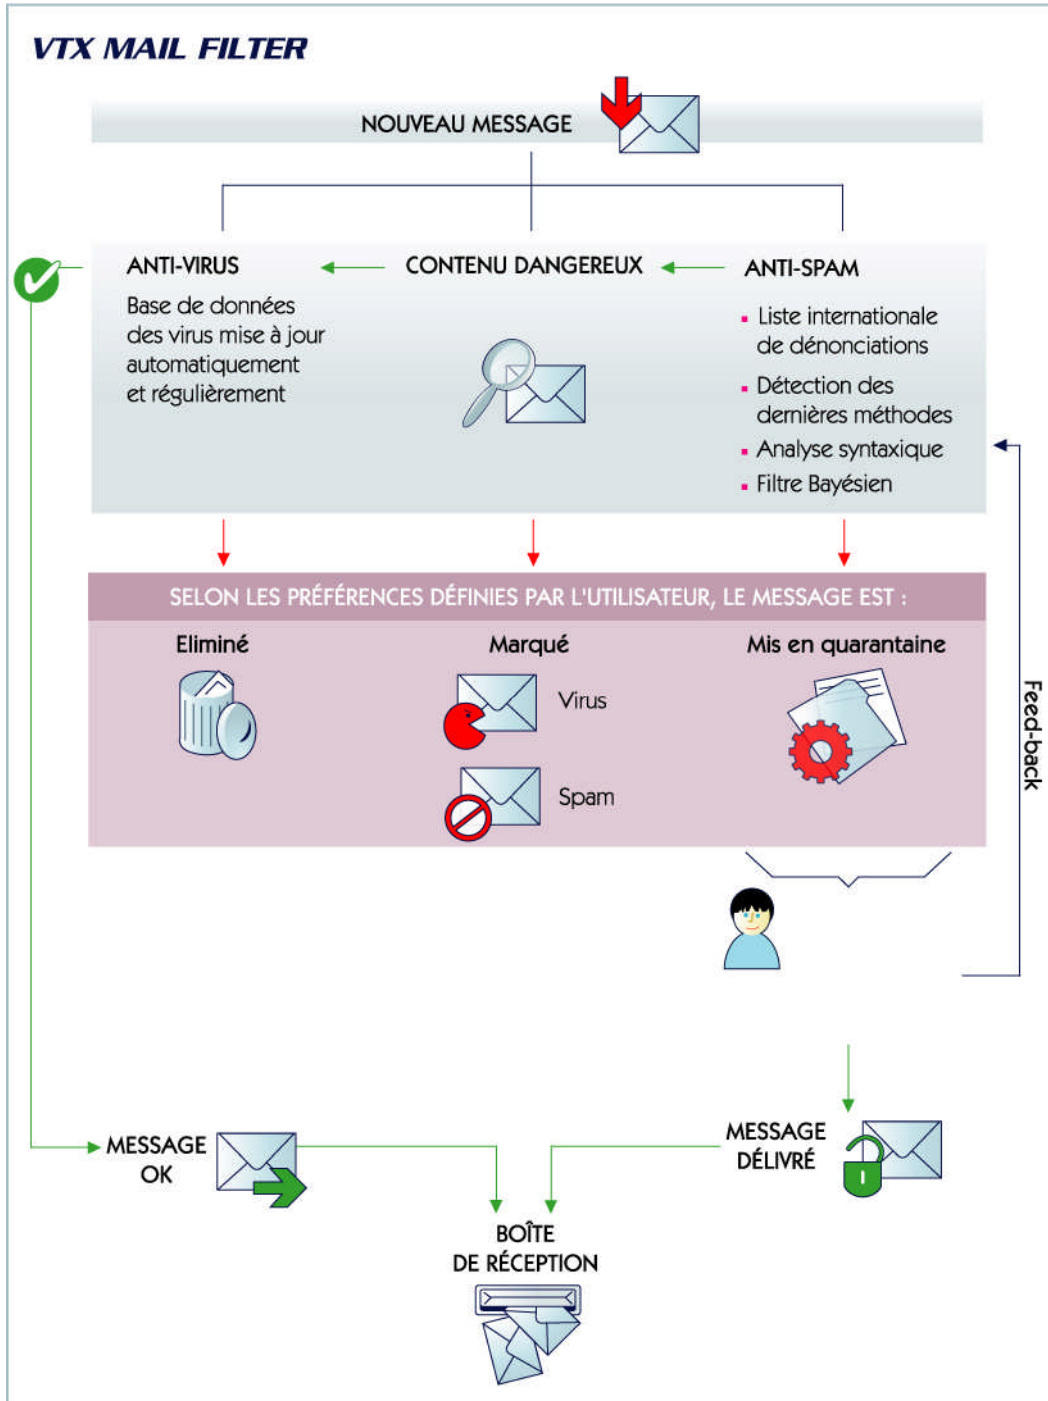 VTX MAIL FILTER
NOUVEAU MESSAGE
ANTI-VIRUS
Base de données
des virus mise à jour
automatiquement
et régulièrement
CONTENU DANGEREUX
ANTI-SPAM
Liste internationale
de dénonciations
Détection des
dernières méthodes
Analyse syntaxique
Filtre Bayésien
SELON LES PRÉFÉRENCES DÉFINIES PAR L'UTILISATEUR, LE MESSAGE EST :
Eliminé
Marqué
Virus
Spam
Mis en quarantaine
Feed-back
MESSAGE
OK
MESSAGE
DÉLIVRÉ
BOÎTE
DE RÉCEPTION